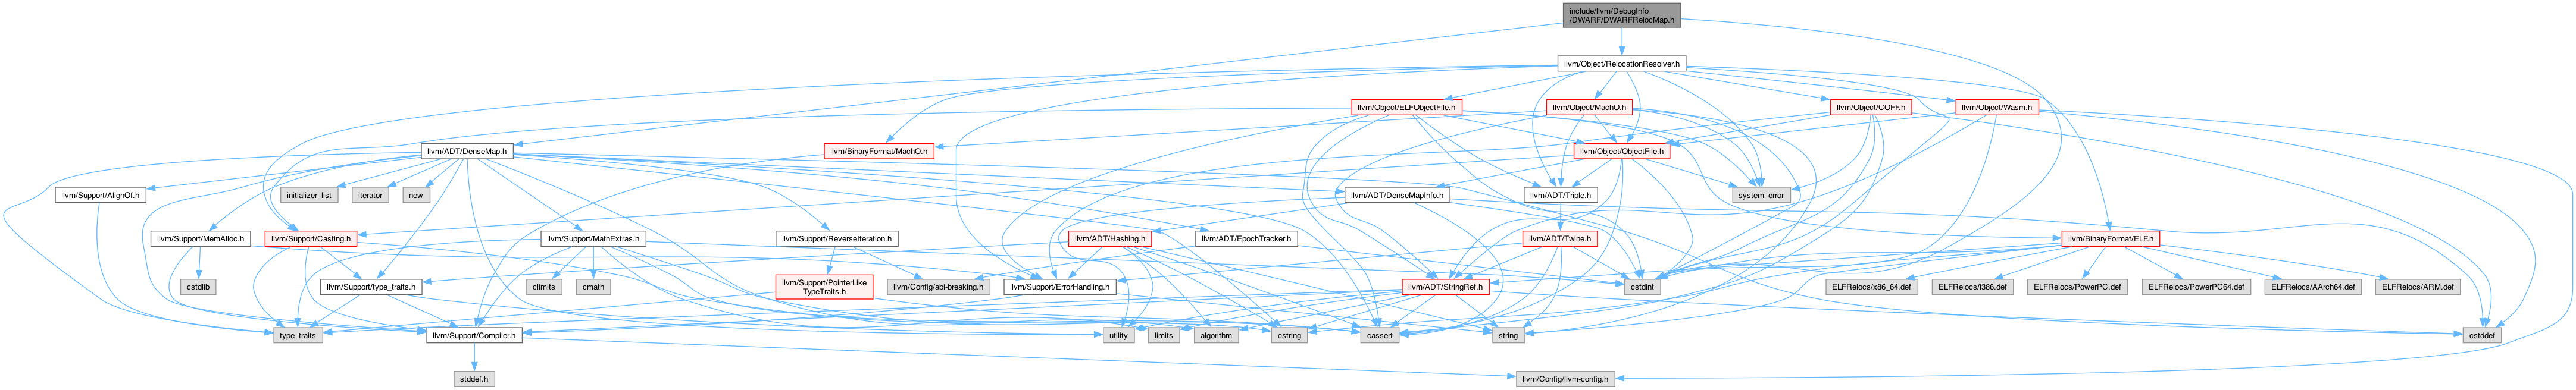 include/llvm/DebugInfo
/DWARF/DWARFRelocMap.h
llvm/Object/RelocationResolver.h
llvm/Object/ELFObjectFile.h
llvm/Object/MachO.h
llvm/Object/COFF.h
llvm/Object/Wasm.h
llvm/ADT/DenseMap.h
llvm/BinaryFormat/MachO.h
llvm/Object/ObjectFile.h
llvm/Support/AlignOf.h
initializer_list
iterator
new
llvm/ADT/DenseMapInfo.h
llvm/ADT/Triple.h
system_error
llvm/Support/MemAlloc.h
llvm/Support/Casting.h
llvm/Support/MathExtras.h
llvm/Support/ReverseIteration.h
llvm/ADT/Hashing.h
llvm/ADT/EpochTracker.h
llvm/ADT/Twine.h
llvm/BinaryFormat/ELF.h
cstdlib
llvm/Support/type_traits.h
climits
cmath
llvm/Support/PointerLike
TypeTraits.h
llvm/Config/abi-breaking.h
llvm/Support/ErrorHandling.h
llvm/ADT/StringRef.h
cstdint
ELFRelocs/x86_64.def
ELFRelocs/i386.def
ELFRelocs/PowerPC.def
ELFRelocs/PowerPC64.def
ELFRelocs/AArch64.def
ELFRelocs/ARM.def
type_traits
llvm/Support/Compiler.h
utility
limits
algorithm
cstring
cassert
string
cstddef
stddef.h
llvm/Config/llvm-config.h